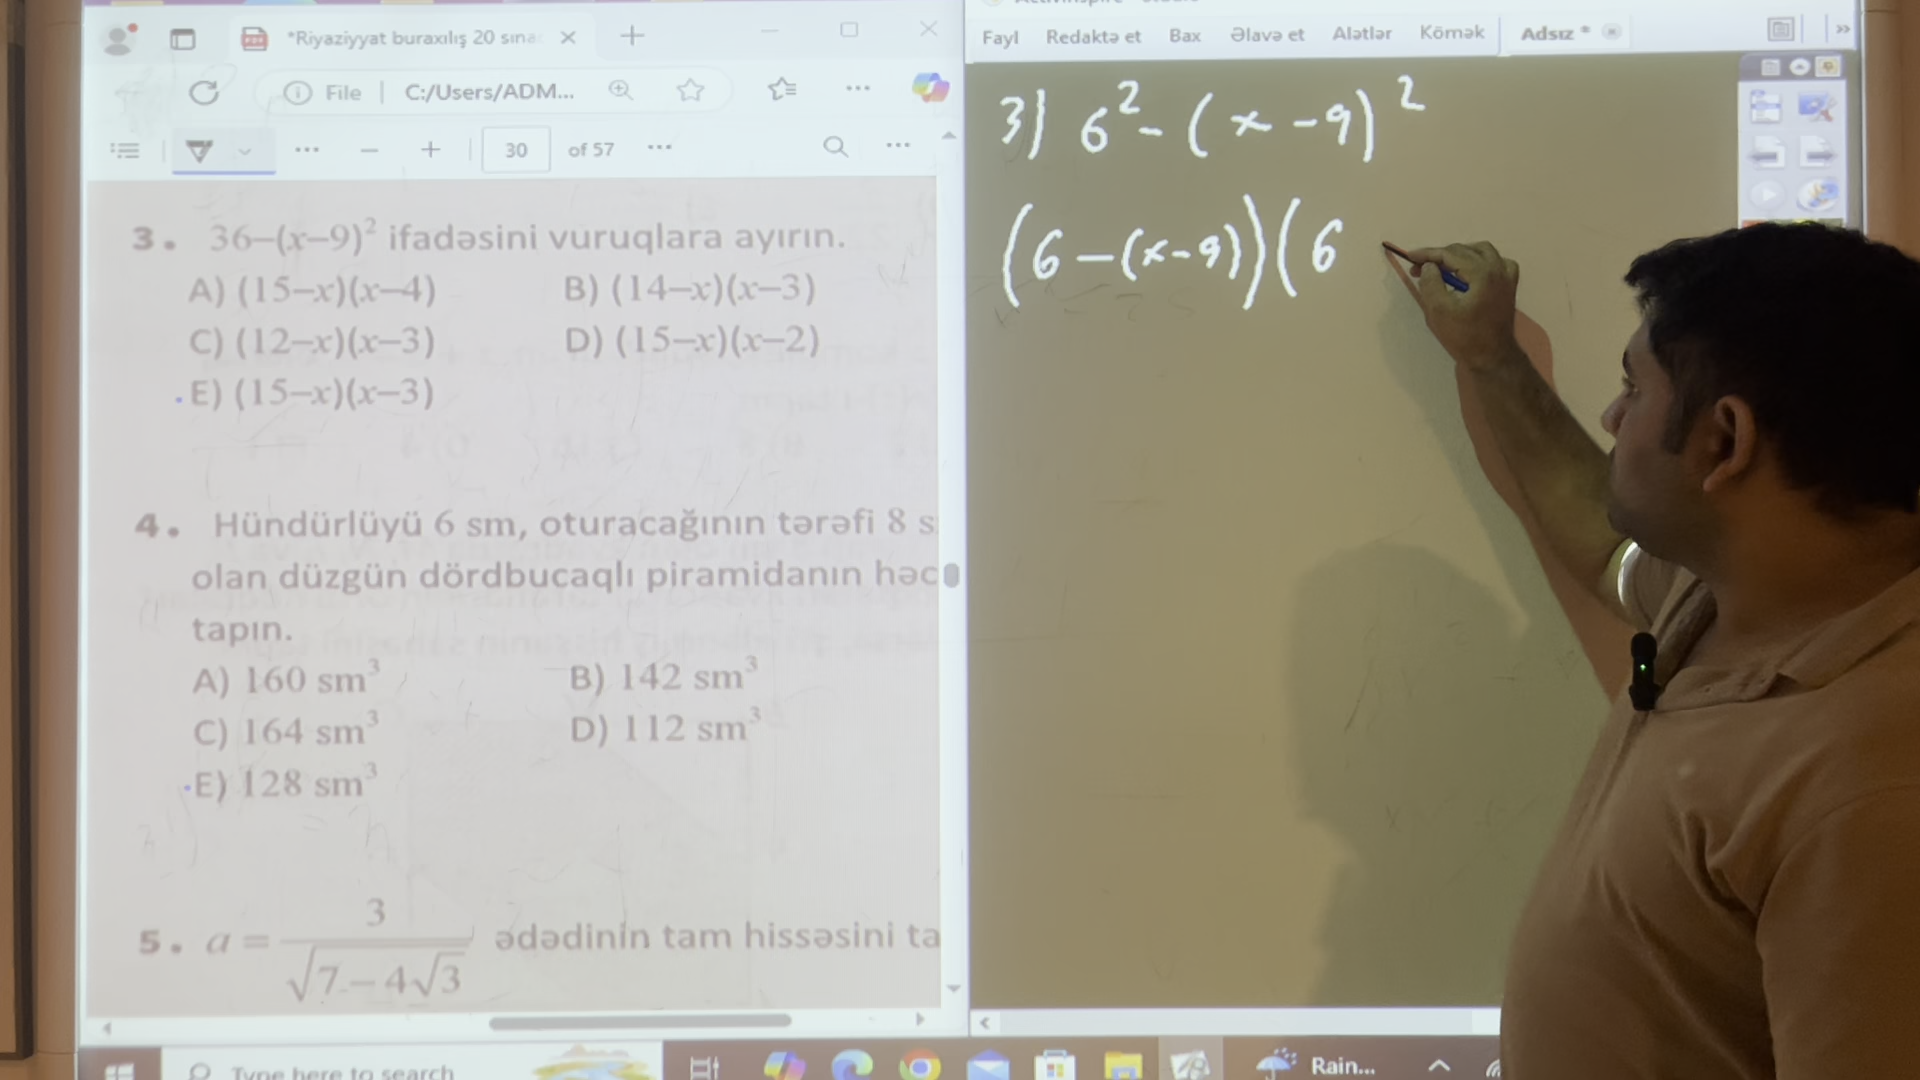 *Riyaziyyat buraxılış 20 sına
File
C:/Users/ADM...
30 of 57
3. 36–(x–9)² ifadəsini vuruqlara ayırın.
A) (15–x)(x–4) B) (14–x)(x–3)
C) (12–x)(x–3) D) (15–x)(x–2)
E) (15–x)(x–3)
4. Hündürlüyü 6 sm, oturacağının tərəfi 8 s
olan düzgün dördbucaqlı piramidanın həc
tapın.
A) 160 sm³ B) 142 sm³
C) 164 sm³ D) 112 sm³
E) 128 sm³
5. a = 3/√(7–4√3) ədədinin tam hissəsini ta
Type here to search
Fayl Redaktə et Bax Əlavə et Alətlər Kömək Adsız *
3) 6² - (x - 9)²
(6 - (x - 9)) (6
Rain...